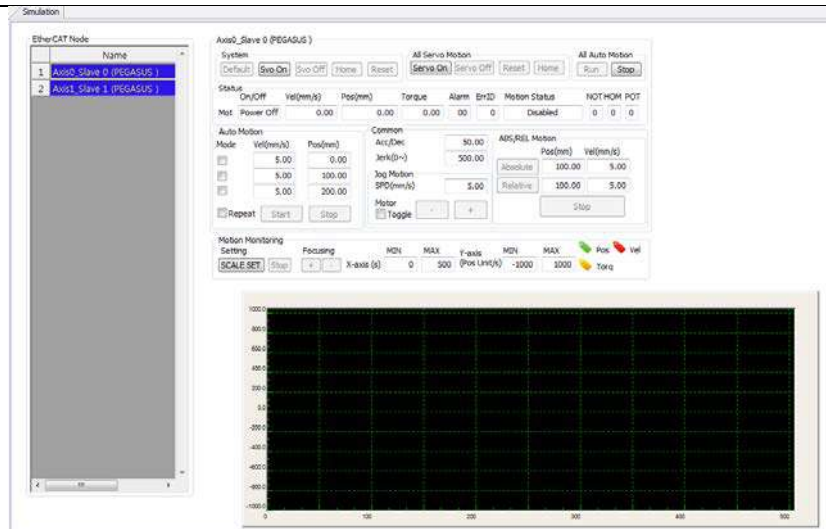 Simulation
EtherCAT Node
Name
1 Axis0_Slave 0 (PEGASUS )
2 Axis1_Slave 1 (PEGASUS )
Axis0_Slave 0 (PEGASUS )
System
Default Svo On Svo Off Home Reset
All Servo Motion
Servo On Servo Off Reset Home
All Auto Motion
Run Stop
Status
On/Off Vel(mm/s) Pos(mm) Torque Alarm ErrID Motion Status NOT HOM POT
Mot Power Off 0.00 0.00 0.00 00 0 Disabled 0 0 0
Auto Motion
Mode Vel(mm/s) Pos(mm)
5.00 0.00
5.00 100.00
5.00 200.00
Repeat Start Stop
Common
Acc/Dec 50.00
Jerk(0~) 500.00
Jog Motion
SPD(mm/s) 5.00
Motor
Toggle - +
ABS/REL Motion
Pos(mm) Vel(mm/s)
Absolute 100.00 5.00
Relative 100.00 5.00
Stop
Motion Monitoring
Setting
SCALE SET Stop
Focusing
+ -
MIN MAX
X-axis (s) 0 500
Y-axis (Pos Unit/s)
MIN MAX
-1000 1000
Pos Vel
Torq
1000.0
800.0
600.0
400.0
200.0
0.0
-200.0
-400.0
-600.0
-800.0
-1000.0
0 100 200 300 400 500